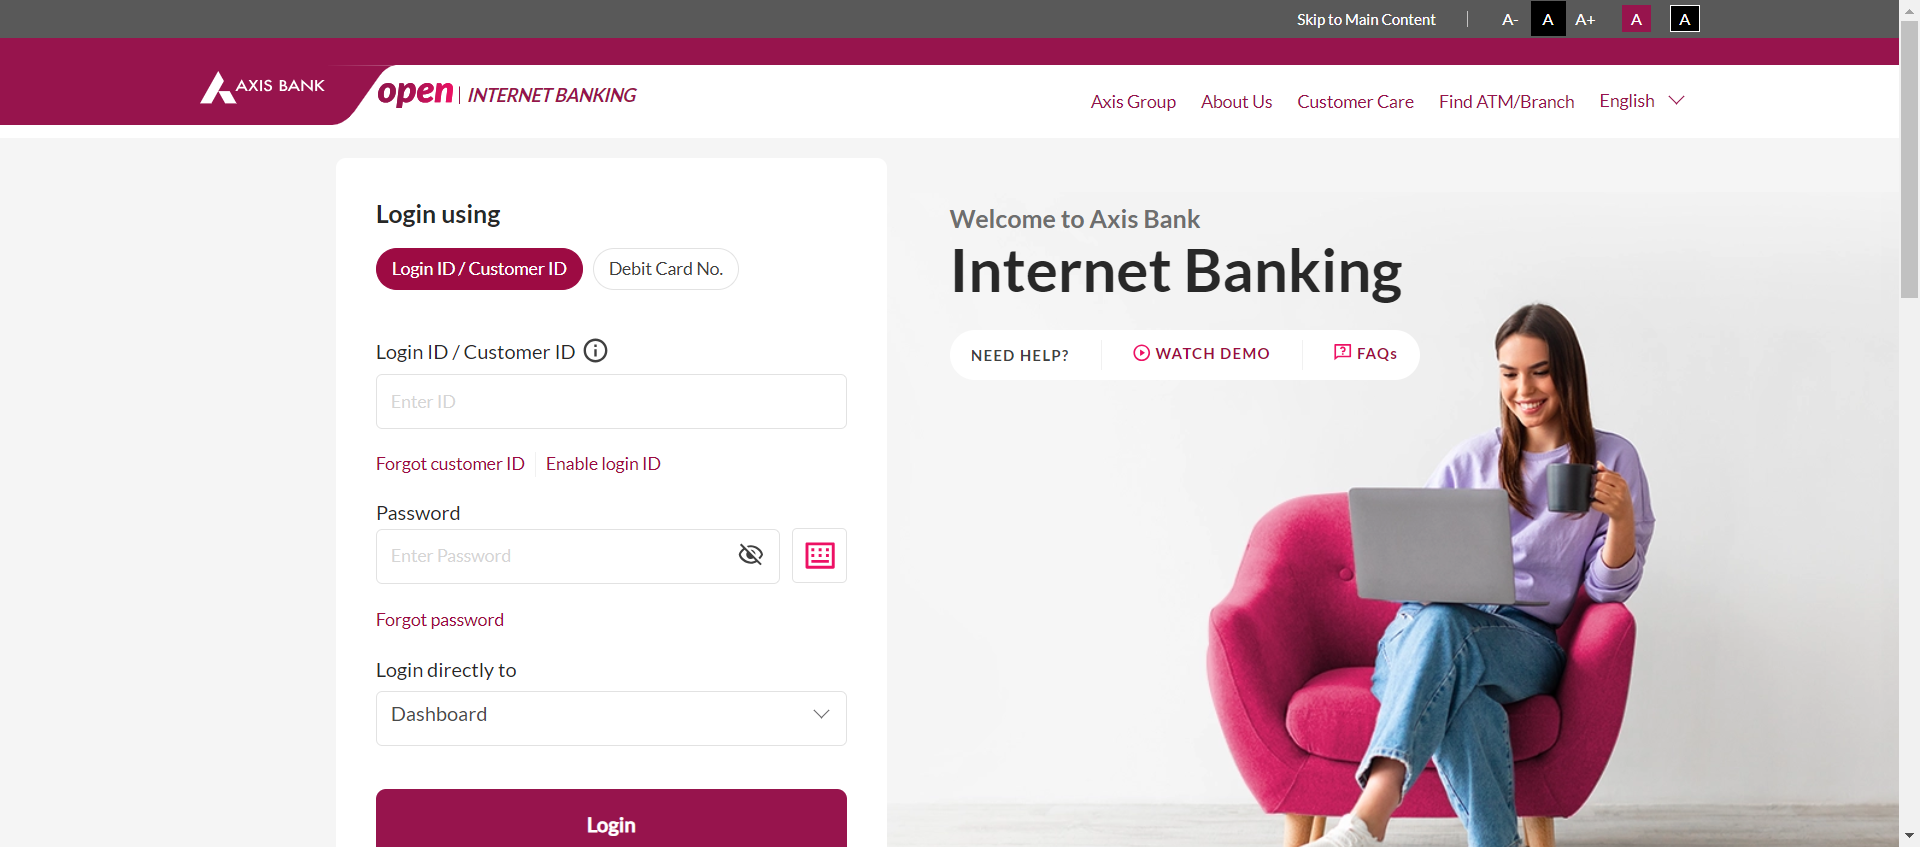 Skip to Main Content | A- A A+ A A
AXIS BANK open | INTERNET BANKING
Axis Group About Us Customer Care Find ATM/Branch English
Login using
Login ID / Customer ID Debit Card No.
Login ID / Customer ID
Enter ID
Forgot customer ID Enable login ID
Password
Enter Password
Forgot password
Login directly to
Dashboard
Login
Welcome to Axis Bank
Internet Banking
NEED HELP? WATCH DEMO FAQs